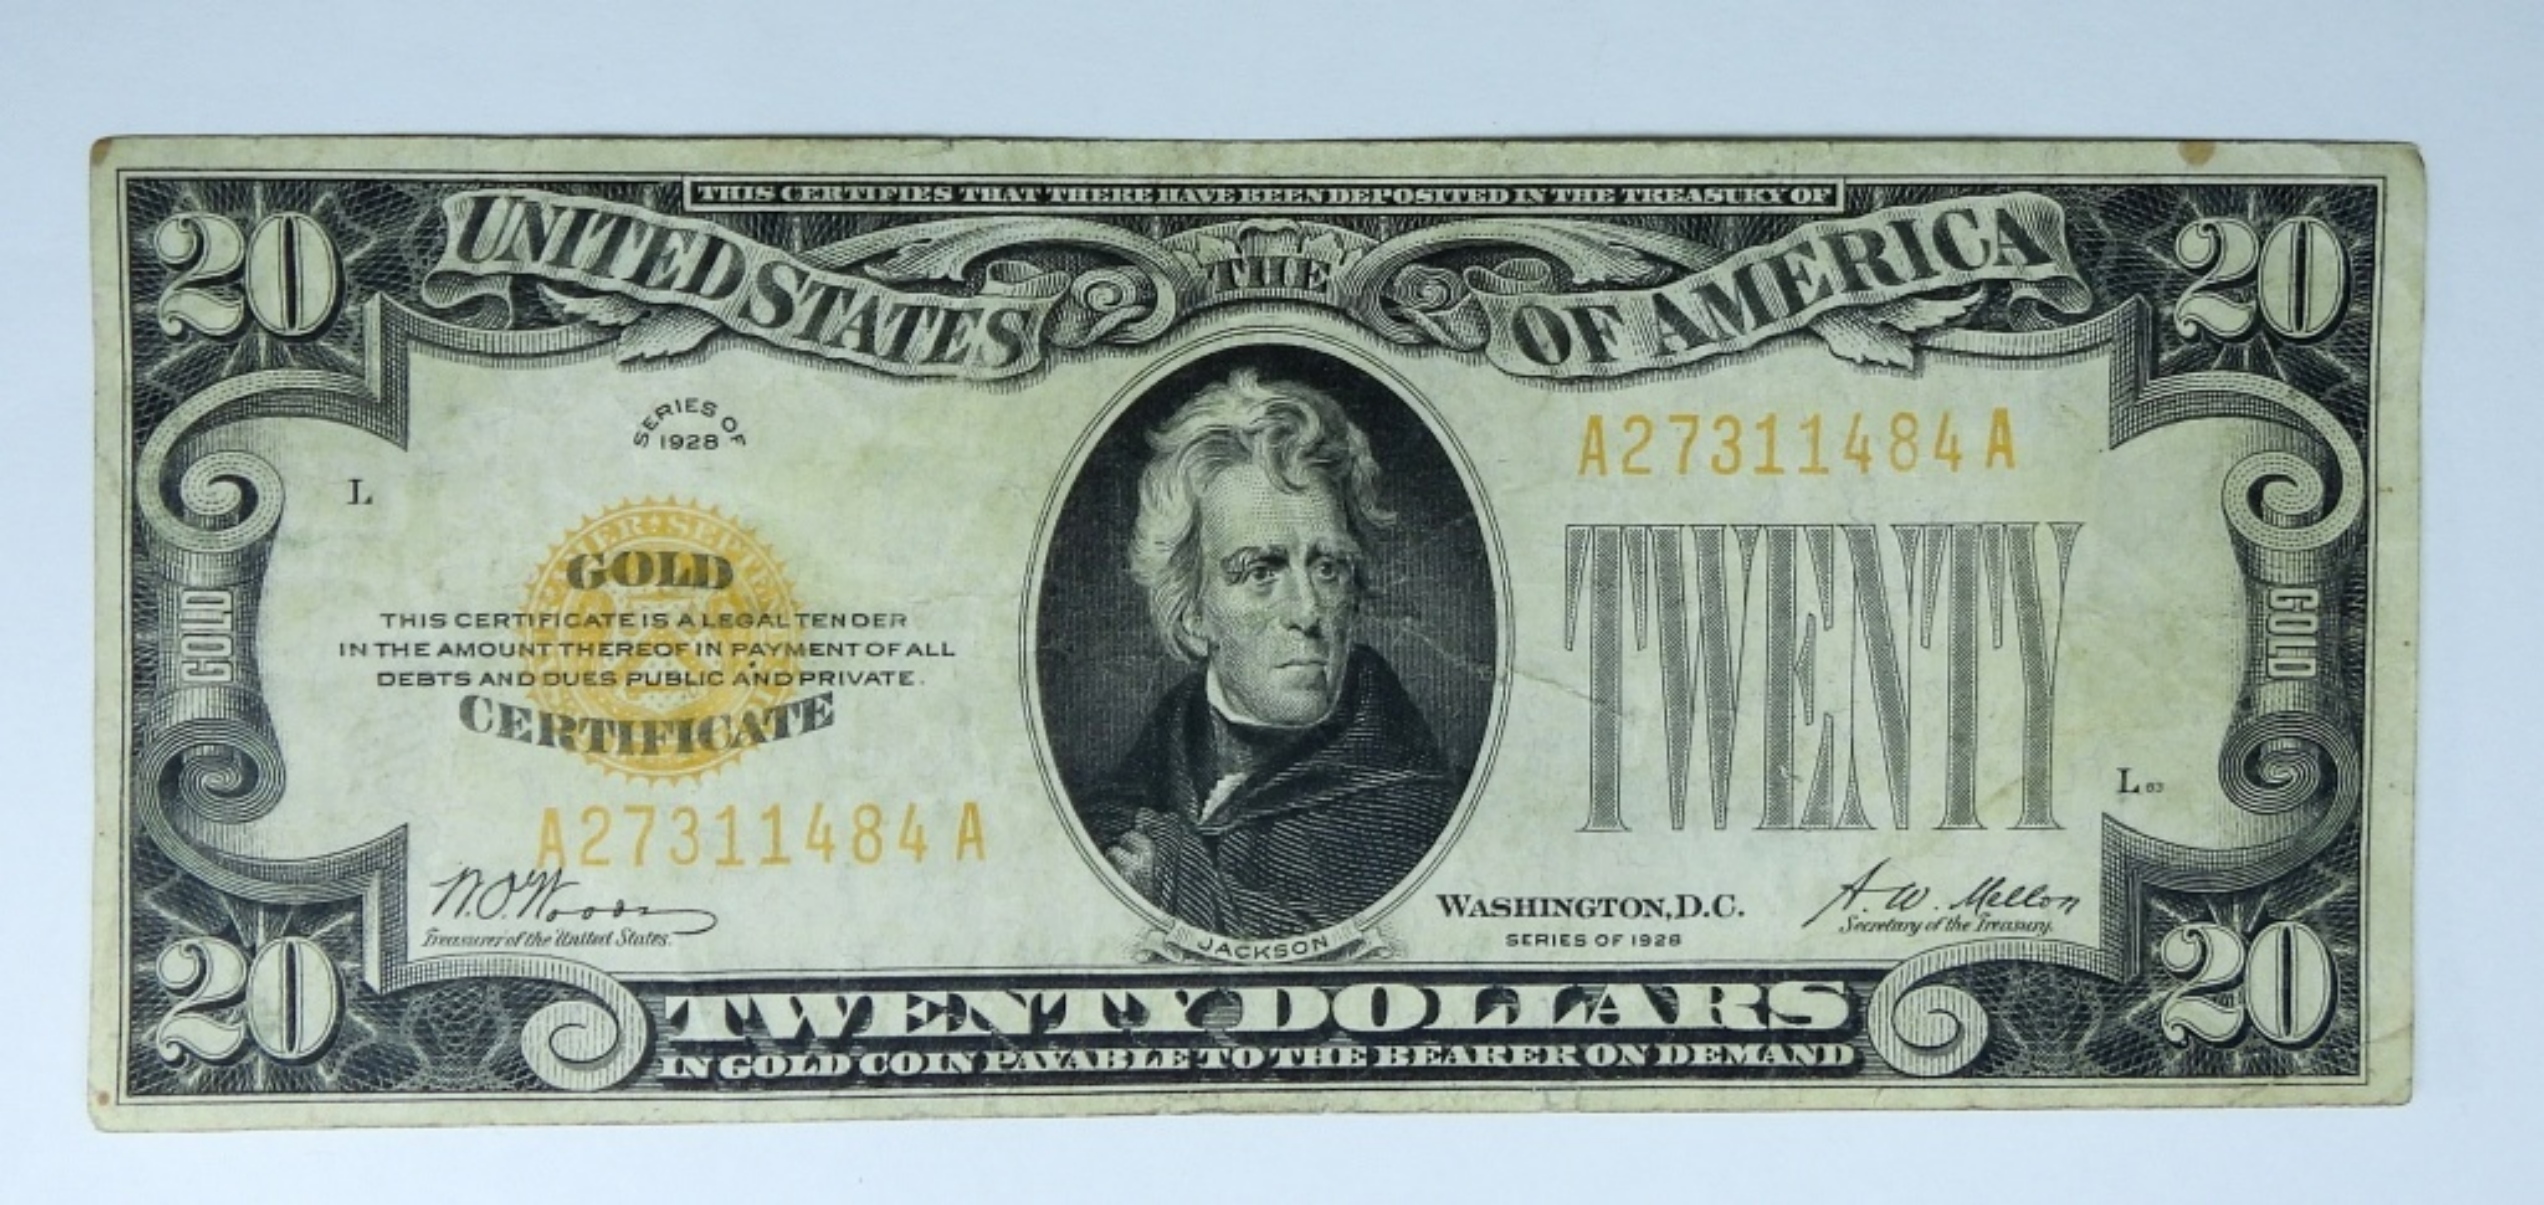 THIS CERTIFIES THAT THERE HAVE BEEN DEPOSITED IN THE TREASURY OF
20
UNITED STATES
THE
OF AMERICA
20
SERIES OF
1928
A27311484A
L
GOLD
TWENTY
GOLD
THIS CERTIFICATE IS A LEGAL TENDER
IN THE AMOUNT THEREOF IN PAYMENT OF ALL
DEBTS AND DUES PUBLIC AND PRIVATE.
CERTIFICATE
GOLD
L 83
A27311484A
W.O. Woods
Treasurer of the United States.
WASHINGTON, D.C.
SERIES OF 1928
A. W. Mellon
Secretary of the Treasury.
JACKSON
20
TWENTY DOLLARS
20
IN GOLD COIN PAYABLE TO THE BEARER ON DEMAND